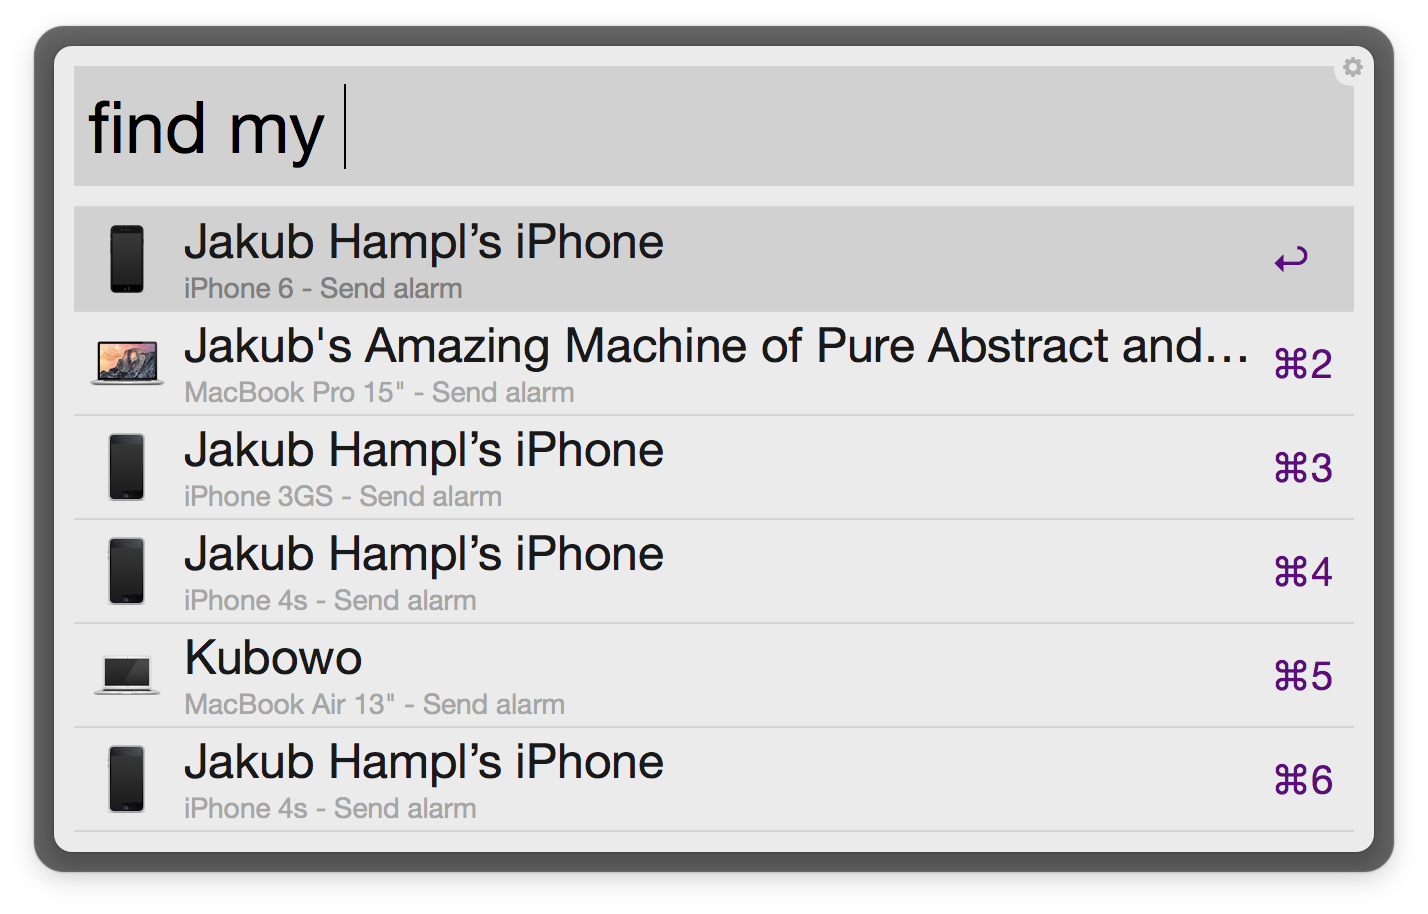 find my
Jakub Hampl’s iPhone
iPhone 6 - Send alarm
↩
Jakub's Amazing Machine of Pure Abstract and…
MacBook Pro 15" - Send alarm
⌘2
Jakub Hampl’s iPhone
iPhone 3GS - Send alarm
⌘3
Jakub Hampl’s iPhone
iPhone 4s - Send alarm
⌘4
Kubowo
MacBook Air 13" - Send alarm
⌘5
Jakub Hampl’s iPhone
iPhone 4s - Send alarm
⌘6